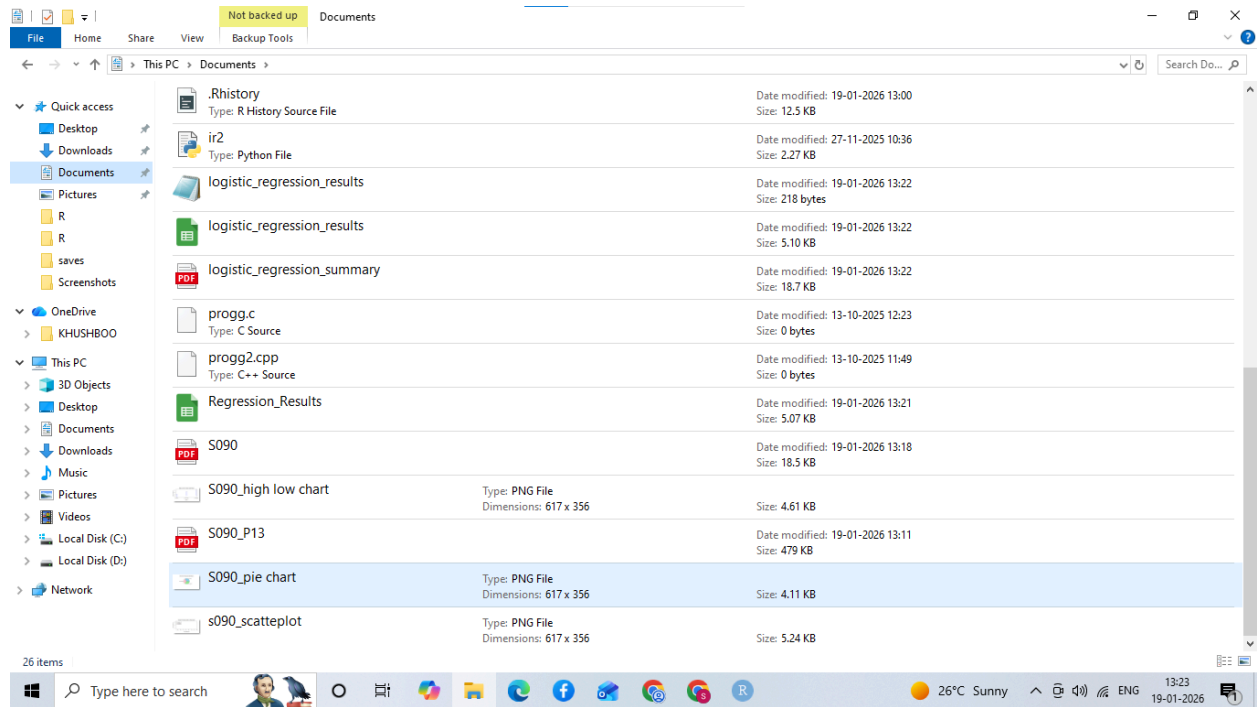 Not backed up
Documents
File
Home
Share
View
Backup Tools
This PC
Documents
Search Do...
Quick access
Desktop
Downloads
Documents
Pictures
R
R
saves
Screenshots
OneDrive
KHUSHBOO
This PC
3D Objects
Desktop
Documents
Downloads
Music
Pictures
Videos
Local Disk (C:)
Local Disk (D:)
Network
.Rhistory
Type: R History Source File
Date modified: 19-01-2026 13:00
Size: 12.5 KB
ir2
Type: Python File
Date modified: 27-11-2025 10:36
Size: 2.27 KB
logistic_regression_results
Date modified: 19-01-2026 13:22
Size: 218 bytes
logistic_regression_results
Date modified: 19-01-2026 13:22
Size: 5.10 KB
PDF
logistic_regression_summary
Date modified: 19-01-2026 13:22
Size: 18.7 KB
progg.c
Type: C Source
Date modified: 13-10-2025 12:23
Size: 0 bytes
progg2.cpp
Type: C++ Source
Date modified: 13-10-2025 11:49
Size: 0 bytes
Regression_Results
Date modified: 19-01-2026 13:21
Size: 5.07 KB
PDF
S090
Date modified: 19-01-2026 13:18
Size: 18.5 KB
S090_high low chart
Type: PNG File
Dimensions: 617 x 356
Size: 4.61 KB
PDF
S090_P13
Date modified: 19-01-2026 13:11
Size: 479 KB
S090_pie chart
Type: PNG File
Dimensions: 617 x 356
Size: 4.11 KB
s090_scatteplot
Type: PNG File
Dimensions: 617 x 356
Size: 5.24 KB
26 items
Type here to search
S
R
26°C Sunny
ENG
13:23
19-01-2026
1